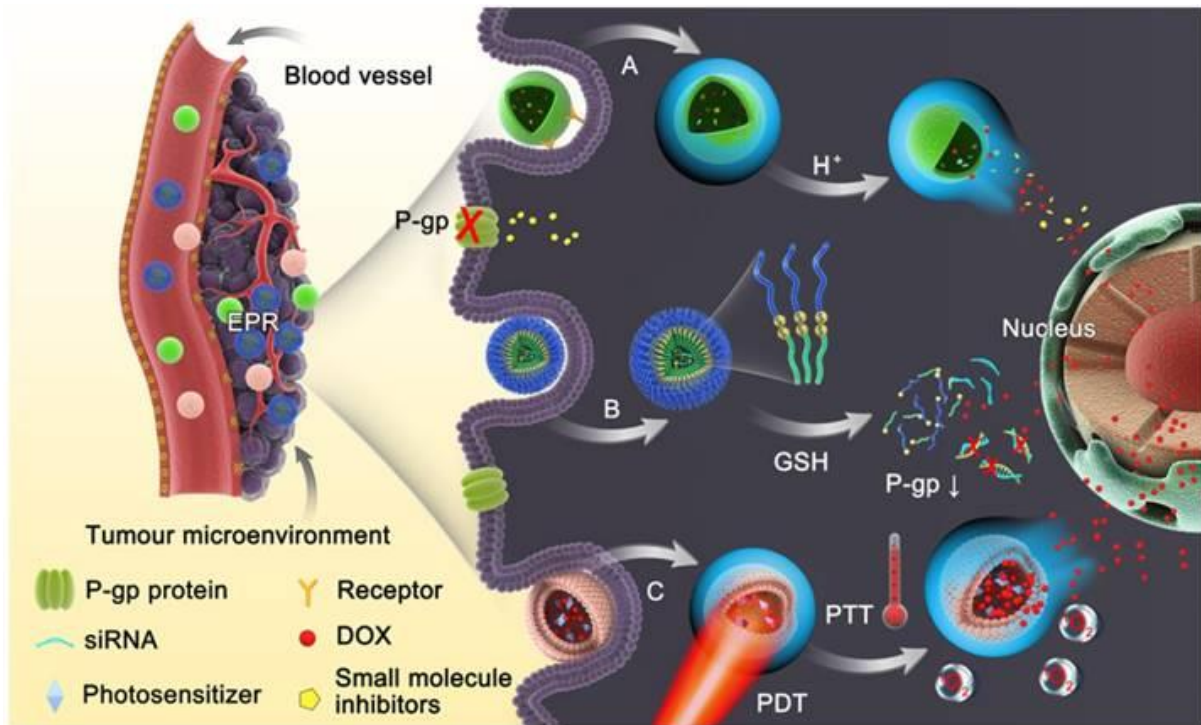 Blood vessel
A
H⁺
P-gp
EPR
Nucleus
B
GSH
P-gp ↓
Tumour microenvironment
P-gp protein
Receptor
siRNA
DOX
Photosensitizer
Small molecule
inhibitors
C
PTT
PDT